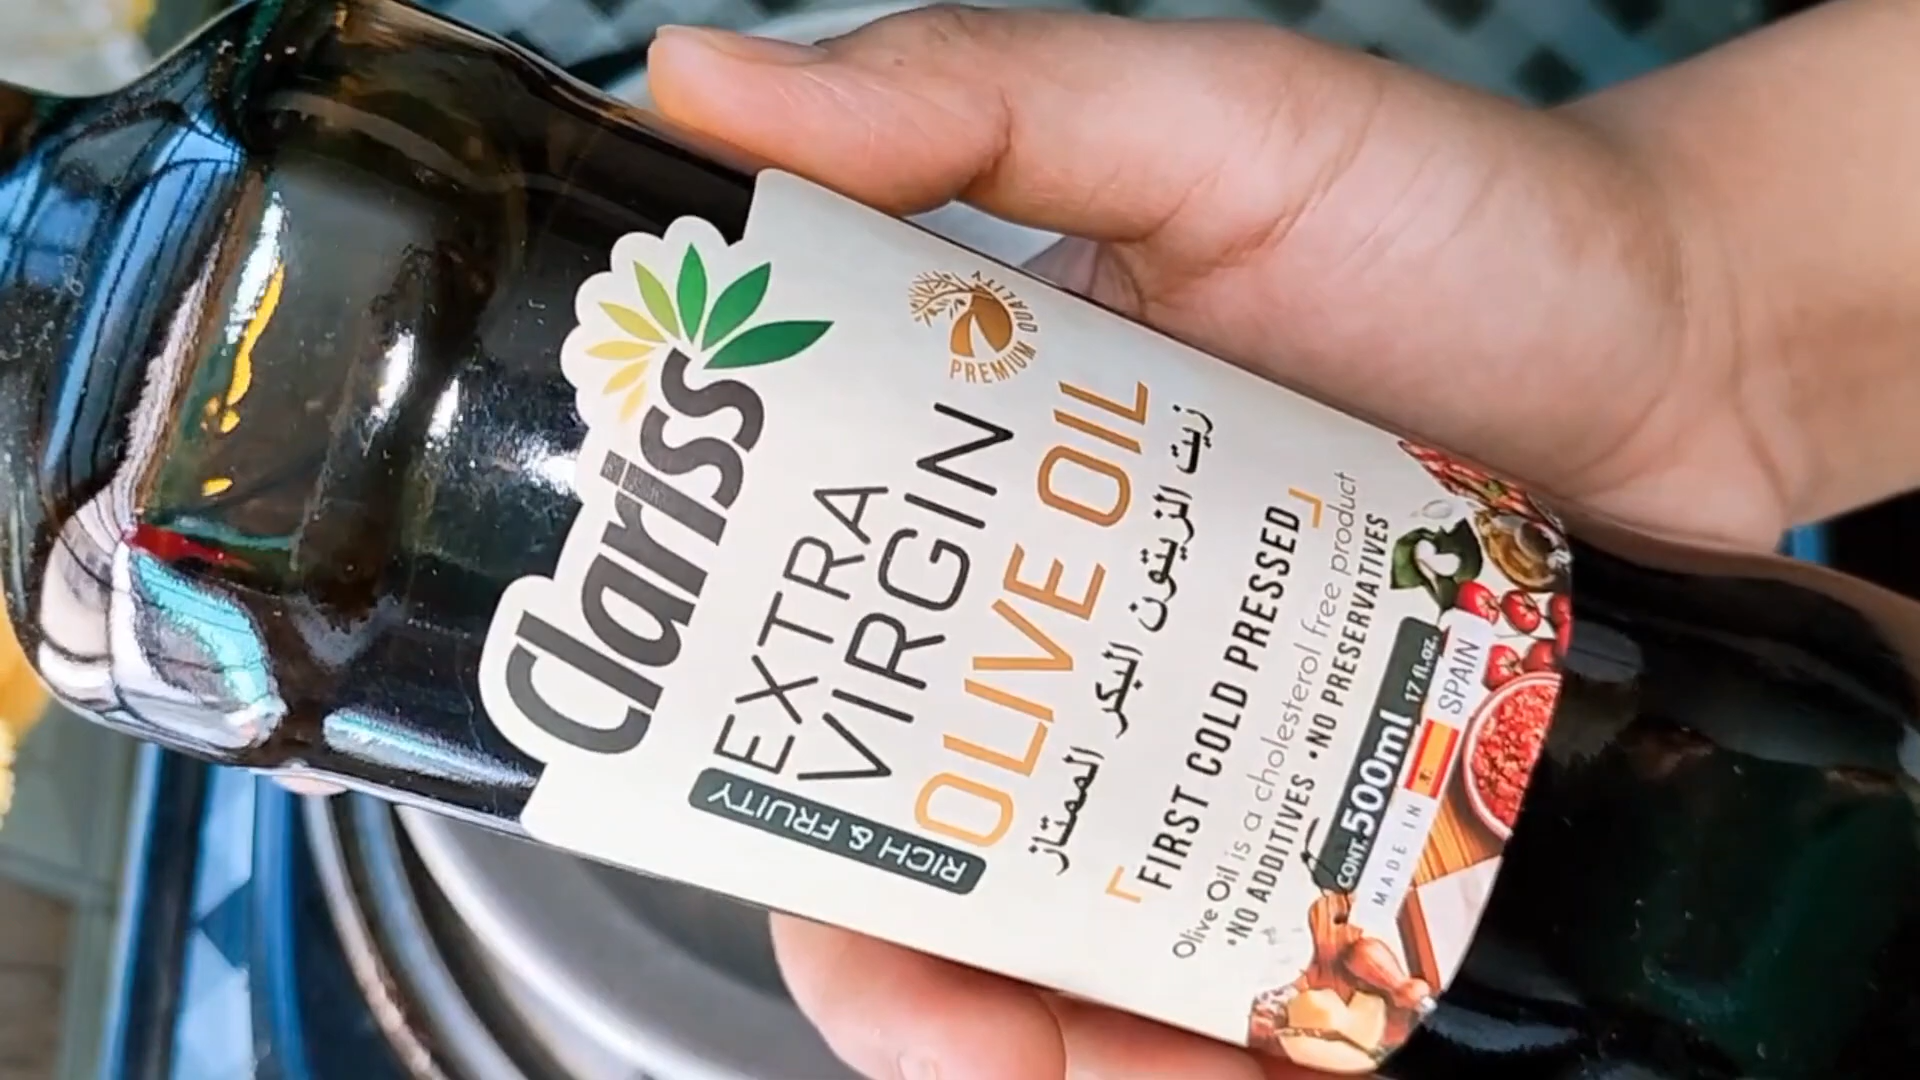 Clariss
PREMIUM QUALITY
EXTRA
VIRGIN
OLIVE OIL
RICH & FRUITY
زيت الزيتون البكر الممتاز
「FIRST COLD PRESSED」
Olive Oil is a cholesterol free product
•NO ADDITIVES •NO PRESERVATIVES
CONT. 500ml 17 fl.oz.
MADE IN SPAIN